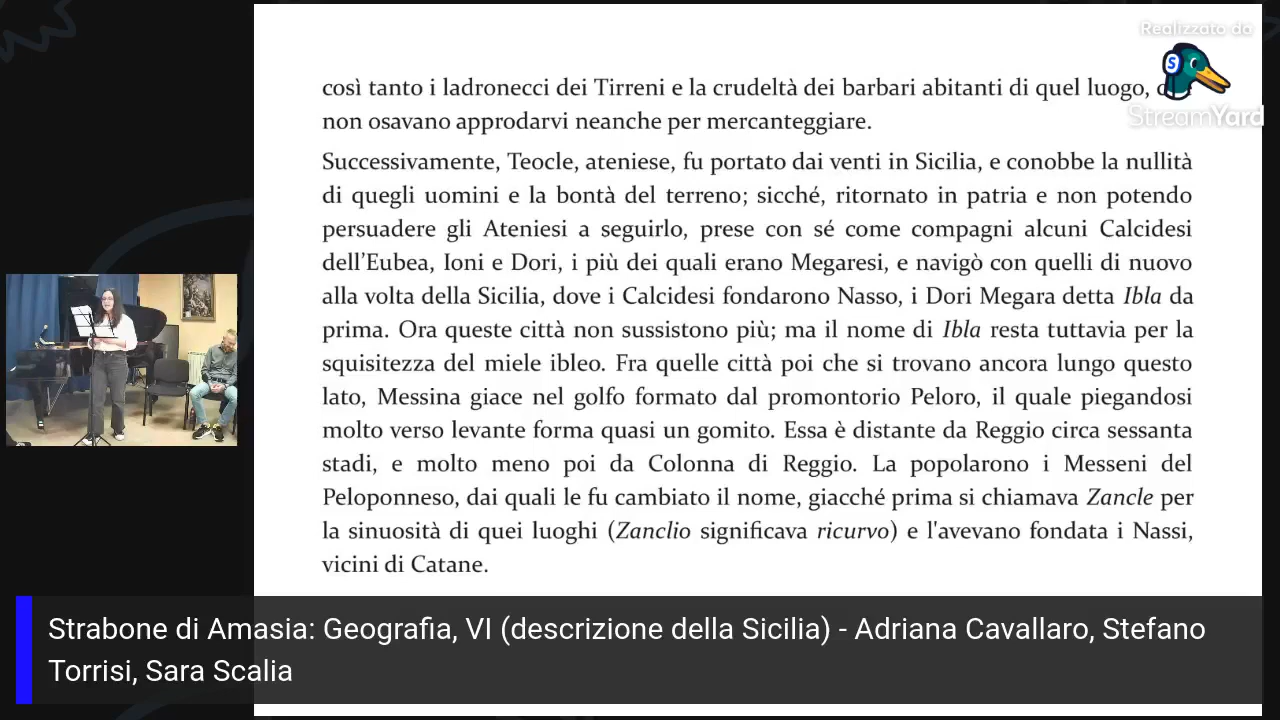 Realizzato da
StreamYard
così tanto i ladronecci dei Tirreni e la crudeltà dei barbari abitanti di quel luogo,
non osavano approdarvi neanche per mercanteggiare.
Successivamente, Teocle, ateniese, fu portato dai venti in Sicilia, e conobbe la nullità
di quegli uomini e la bontà del terreno; sicché, ritornato in patria e non potendo
persuadere gli Ateniesi a seguirlo, prese con sé come compagni alcuni Calcidesi
dell'Eubea, Ioni e Dori, i più dei quali erano Megaresi, e navigò con quelli di nuovo
alla volta della Sicilia, dove i Calcidesi fondarono Nasso, i Dori Megara detta Ibla da
prima. Ora queste città non sussistono più; ma il nome di Ibla resta tuttavia per la
squisitezza del miele ibleo. Fra quelle città poi che si trovano ancora lungo questo
lato, Messina giace nel golfo formato dal promontorio Peloro, il quale piegandosi
molto verso levante forma quasi un gomito. Essa è distante da Reggio circa sessanta
stadi, e molto meno poi da Colonna di Reggio. La popolarono i Messeni del
Peloponneso, dai quali le fu cambiato il nome, giacché prima si chiamava Zancle per
la sinuosità di quei luoghi (Zanclio significava ricurvo) e l'avevano fondata i Nassi,
vicini di Catane.
Strabone di Amasia: Geografia, VI (descrizione della Sicilia) - Adriana Cavallaro, Stefano
Torrisi, Sara Scalia